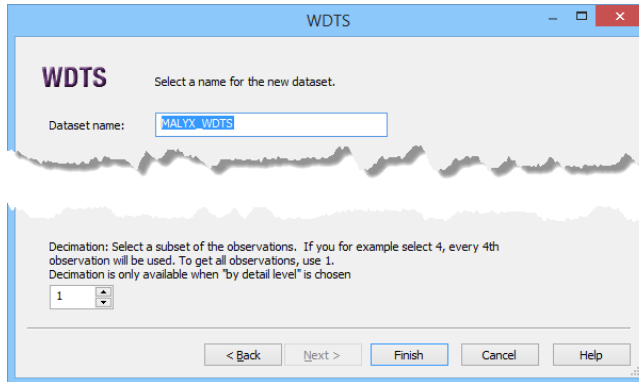 WDTS
WDTS
Select a name for the new dataset.
Dataset name:
MALYX_WDTS
Decimation: Select a subset of the observations. If you for example select 4, every 4th
observation will be used. To get all observations, use 1.
Decimation is only available when "by detail level" is chosen
1
< Back
Next >
Finish
Cancel
Help